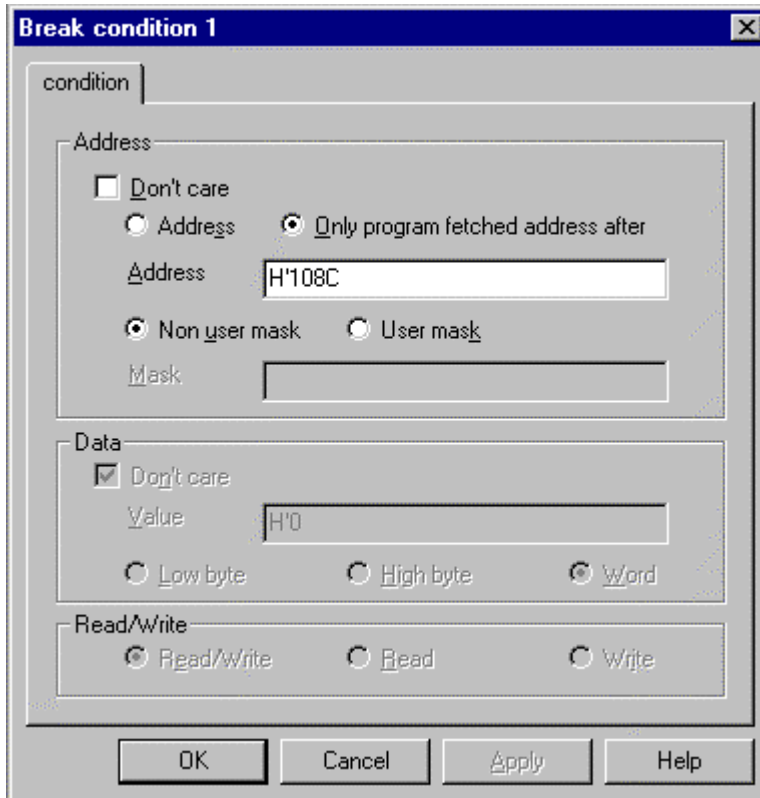 Break condition 1
condition
Address
Don't care
Address Only program fetched address after
Address H'108C
Non user mask User mask
Mask
Data
Don't care
Value H'0
Low byte High byte Word
Read/Write
Read/Write Read Write
OK Cancel Apply Help